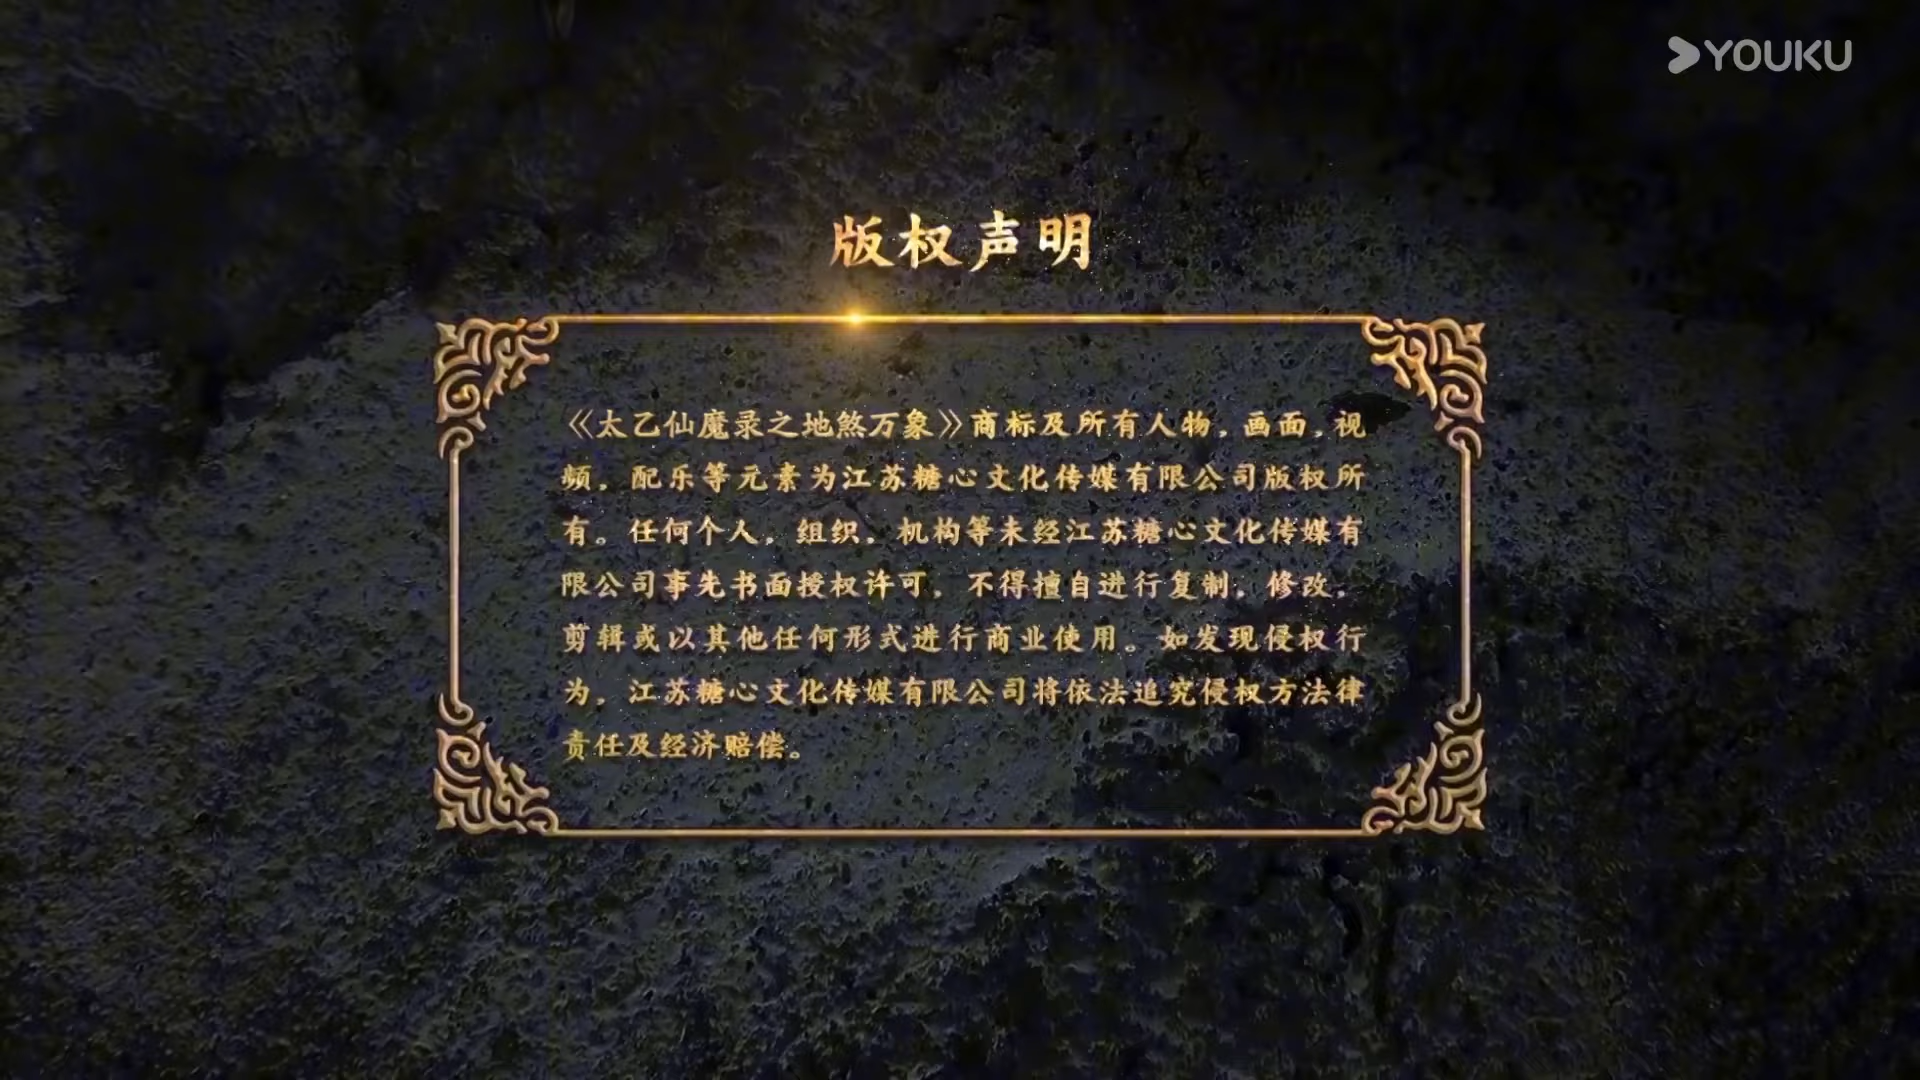 YOUKU
版权声明
《太乙仙魔录之地煞万象》商标及所有人物，画面，视
频，配乐等元素为江苏糖心文化传媒有限公司版权所
有。任何个人，组织，机构等未经江苏糖心文化传媒有
限公司事先书面授权许可，不得擅自进行复制，修改，
剪辑或以其他任何形式进行商业使用。如发现侵权行
为，江苏糖心文化传媒有限公司将依法追究侵权方法律
责任及经济赔偿。